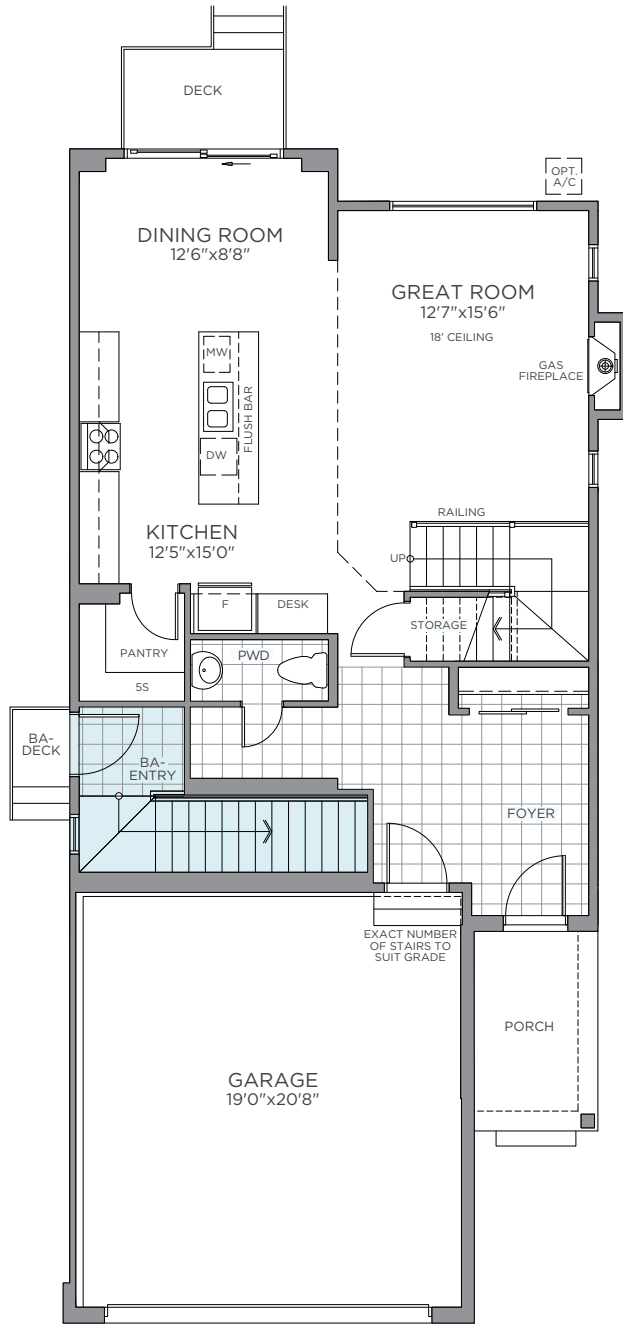 DECK
OPT.
A/C
DINING ROOM
12'6"x8'8"
GREAT ROOM
12'7"x15'6"
18' CEILING
GAS
FIREPLACE
MW
FLUSH BAR
DW
KITCHEN
12'5"x15'0"
RAILING
UP
F
DESK
STORAGE
PANTRY
5S
PWD
BA-
DECK
BA-
ENTRY
FOYER
EXACT NUMBER
OF STAIRS TO
SUIT GRADE
PORCH
GARAGE
19'0"x20'8"